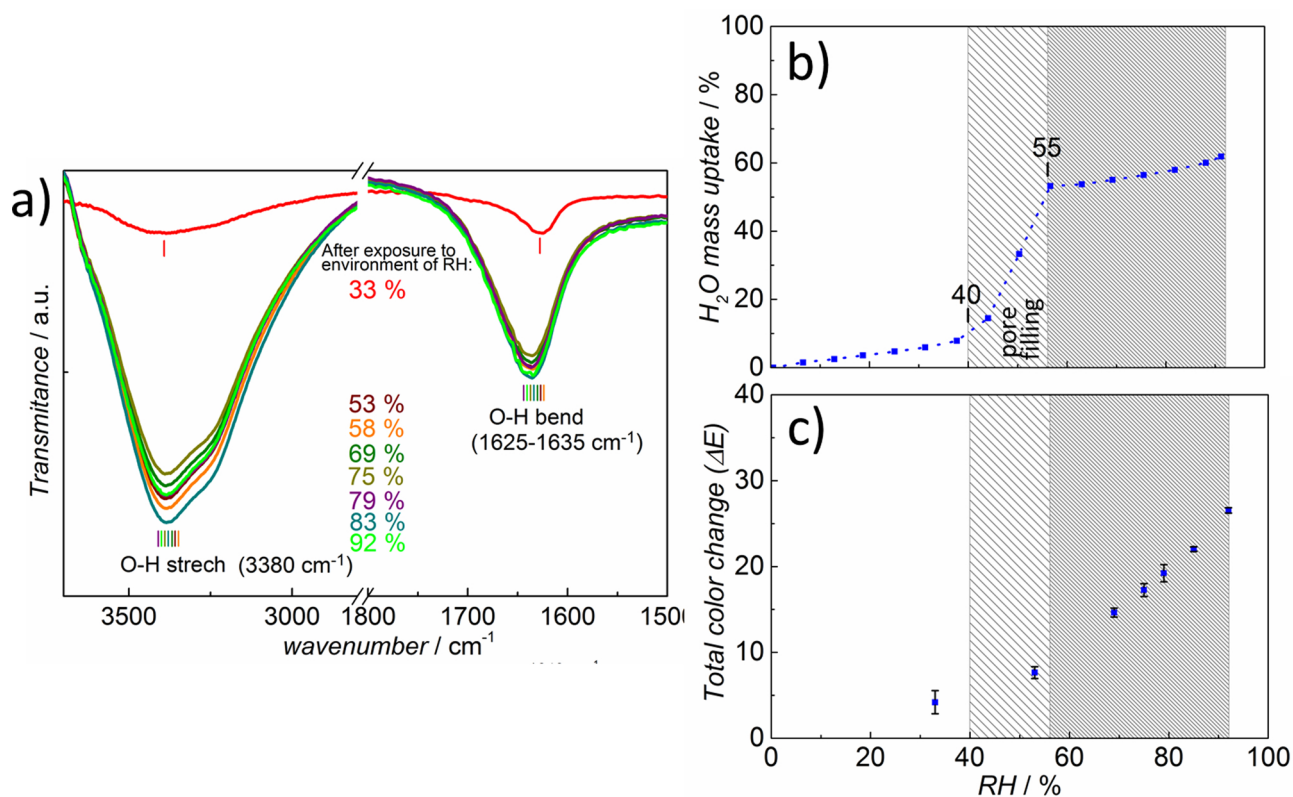 a)
Transmitance / a.u.
After exposure to
environment of RH:
33 %
53 %
58 %
69 %
75 %
79 %
83 %
92 %
O-H strech (3380 cm-1)
O-H bend
(1625-1635 cm-1)
3500 3000 1800 1700 1600 1500
wavenumber / cm-1
b)
H2O mass uptake / %
100
80
60
40
20
0
40
55
pore
filling
c)
Total color change (ΔE)
40
30
20
10
0
0 20 40 60 80 100
RH / %